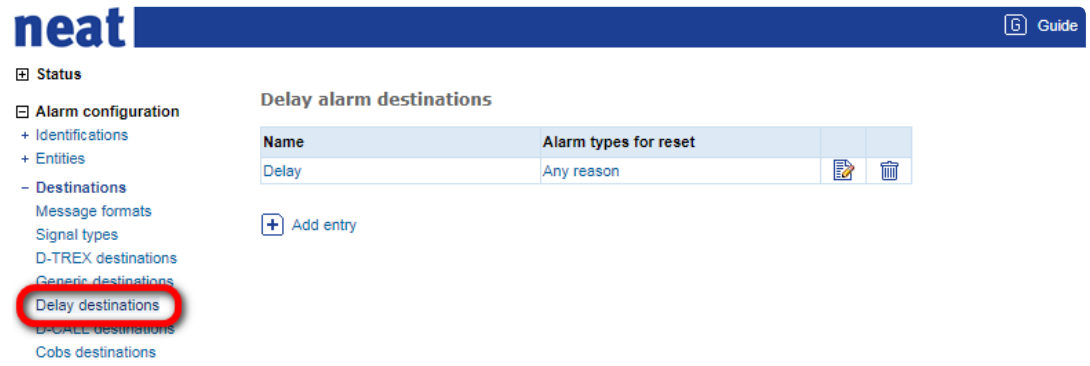 neat
G Guide
Status
Alarm configuration
+ Identifications
+ Entities
– Destinations
Message formats
Signal types
D-TREX destinations
Generic destinations
Delay destinations
D-CALL destinations
Cobs destinations
Delay alarm destinations
Name Alarm types for reset
Delay Any reason
Add entry